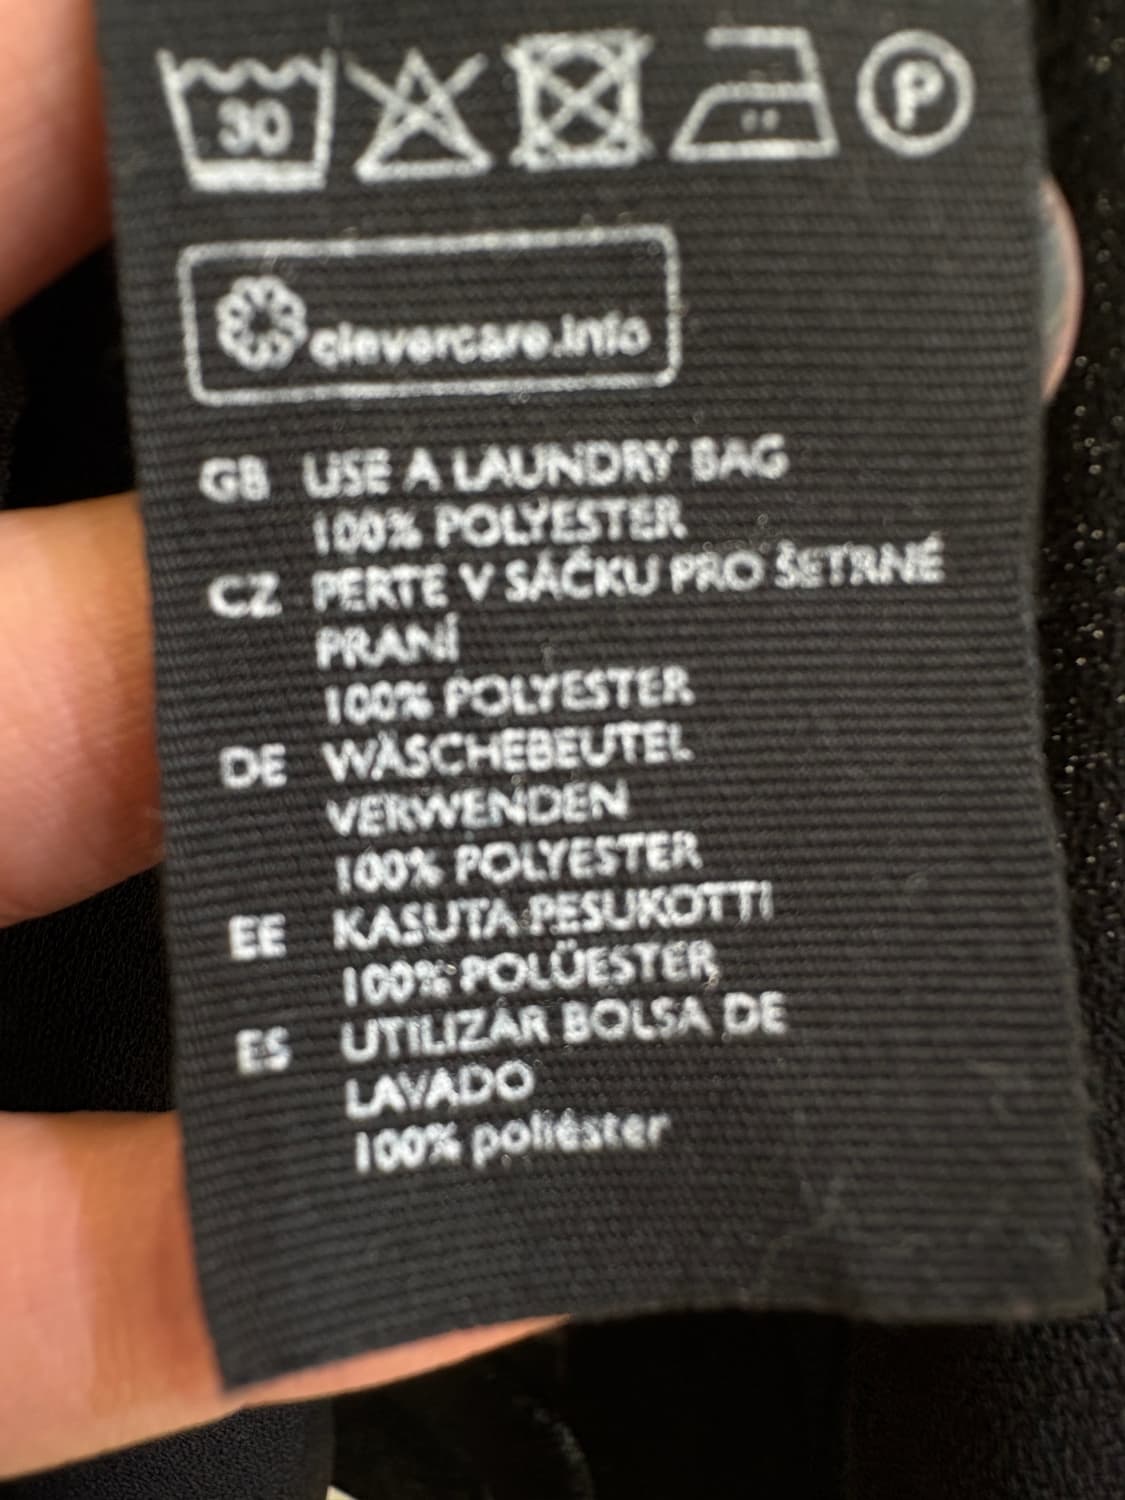 30
P
clevercare.info
GB USE A LAUNDRY BAG
100% POLYESTER
CZ PERTE V SÁČKU PRO ŠETRNÉ
PRANÍ
100% POLYESTER
DE WÄSCHEBEUTEL
VERWENDEN
100% POLYESTER
EE KASUTA PESUKOTTI
100% POLÜESTER
ES UTILIZAR BOLSA DE
LAVADO
100% poliéster